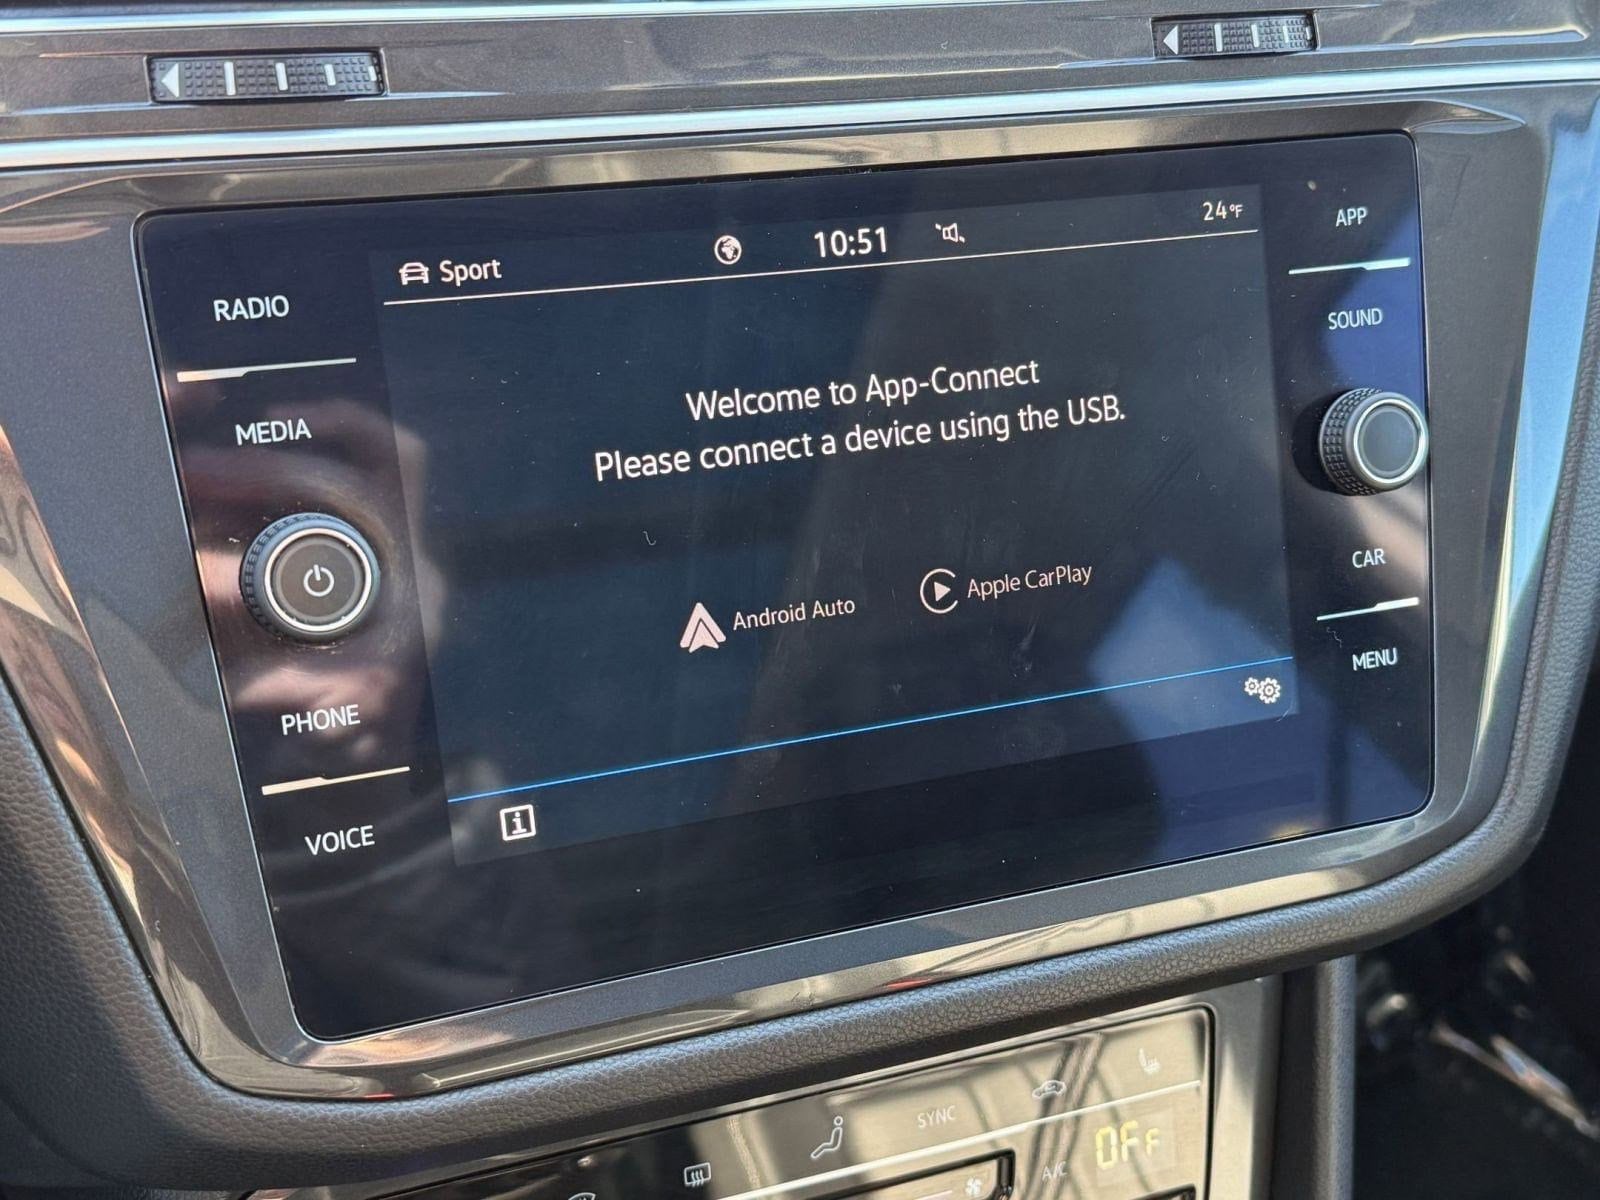 Sport 10:51 24°F
Welcome to App-Connect
Please connect a device using the USB.
Android Auto
Apple CarPlay
RADIO
MEDIA
PHONE
VOICE
APP
SOUND
CAR
MENU
SYNC
A/C
OFF